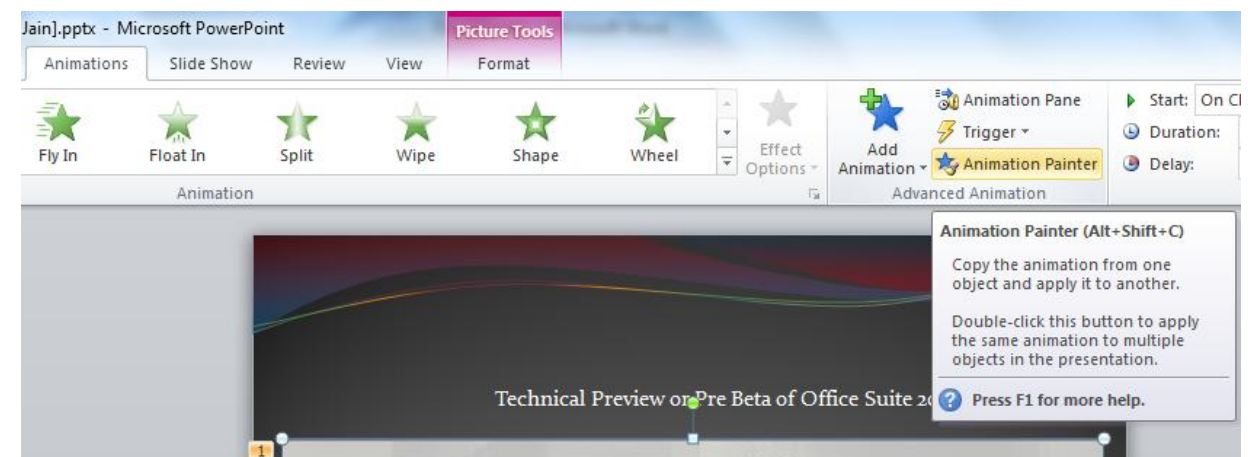 Jain].pptx - Microsoft PowerPoint
Picture Tools
Animations Slide Show Review View Format
Fly In Float In Split Wipe Shape Wheel
Effect
Options
Add
Animation
Animation Pane
Trigger
Animation Painter
Start: On Cl
Duration:
Delay:
Animation
Advanced Animation
Animation Painter (Alt+Shift+C)
Copy the animation from one
object and apply it to another.
Double-click this button to apply
the same animation to multiple
objects in the presentation.
Press F1 for more help.
Technical Preview or Pre Beta of Office Suite 20
1